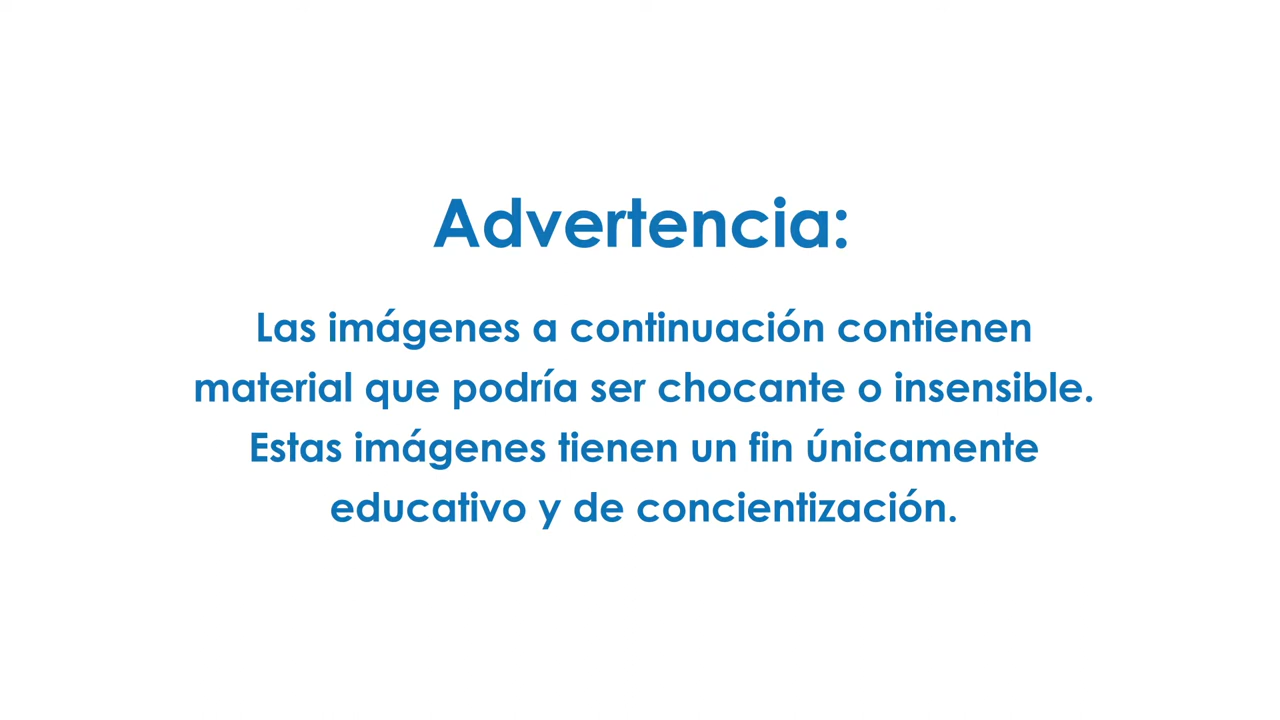 Advertencia:
Las imágenes a continuación contienen
material que podría ser chocante o insensible.
Estas imágenes tienen un fin únicamente
educativo y de concientización.